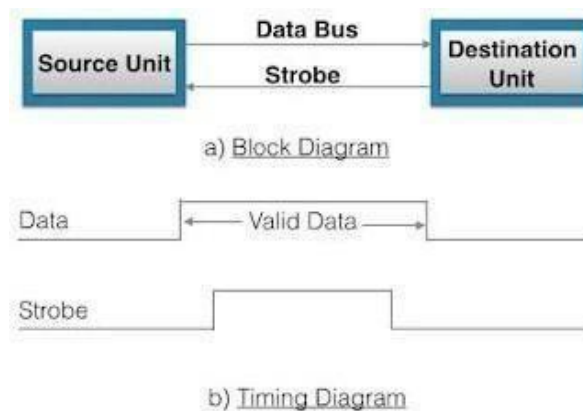 Source Unit
Data Bus
Strobe
Destination
Unit
a) Block Diagram
Data
Valid Data
Strobe
b) Timing Diagram